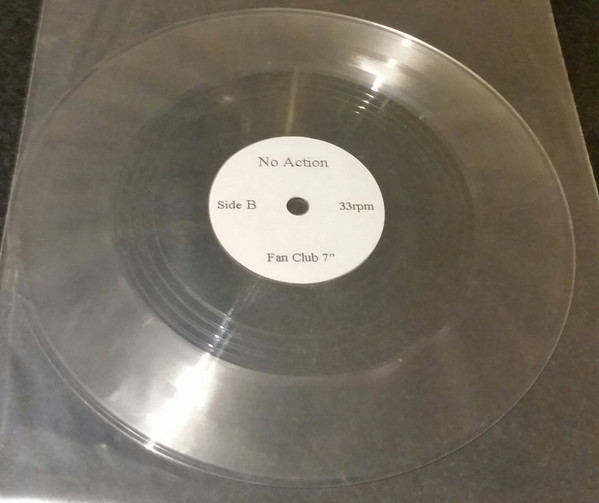 No Action
Side B 33rpm
Fan Club 7"